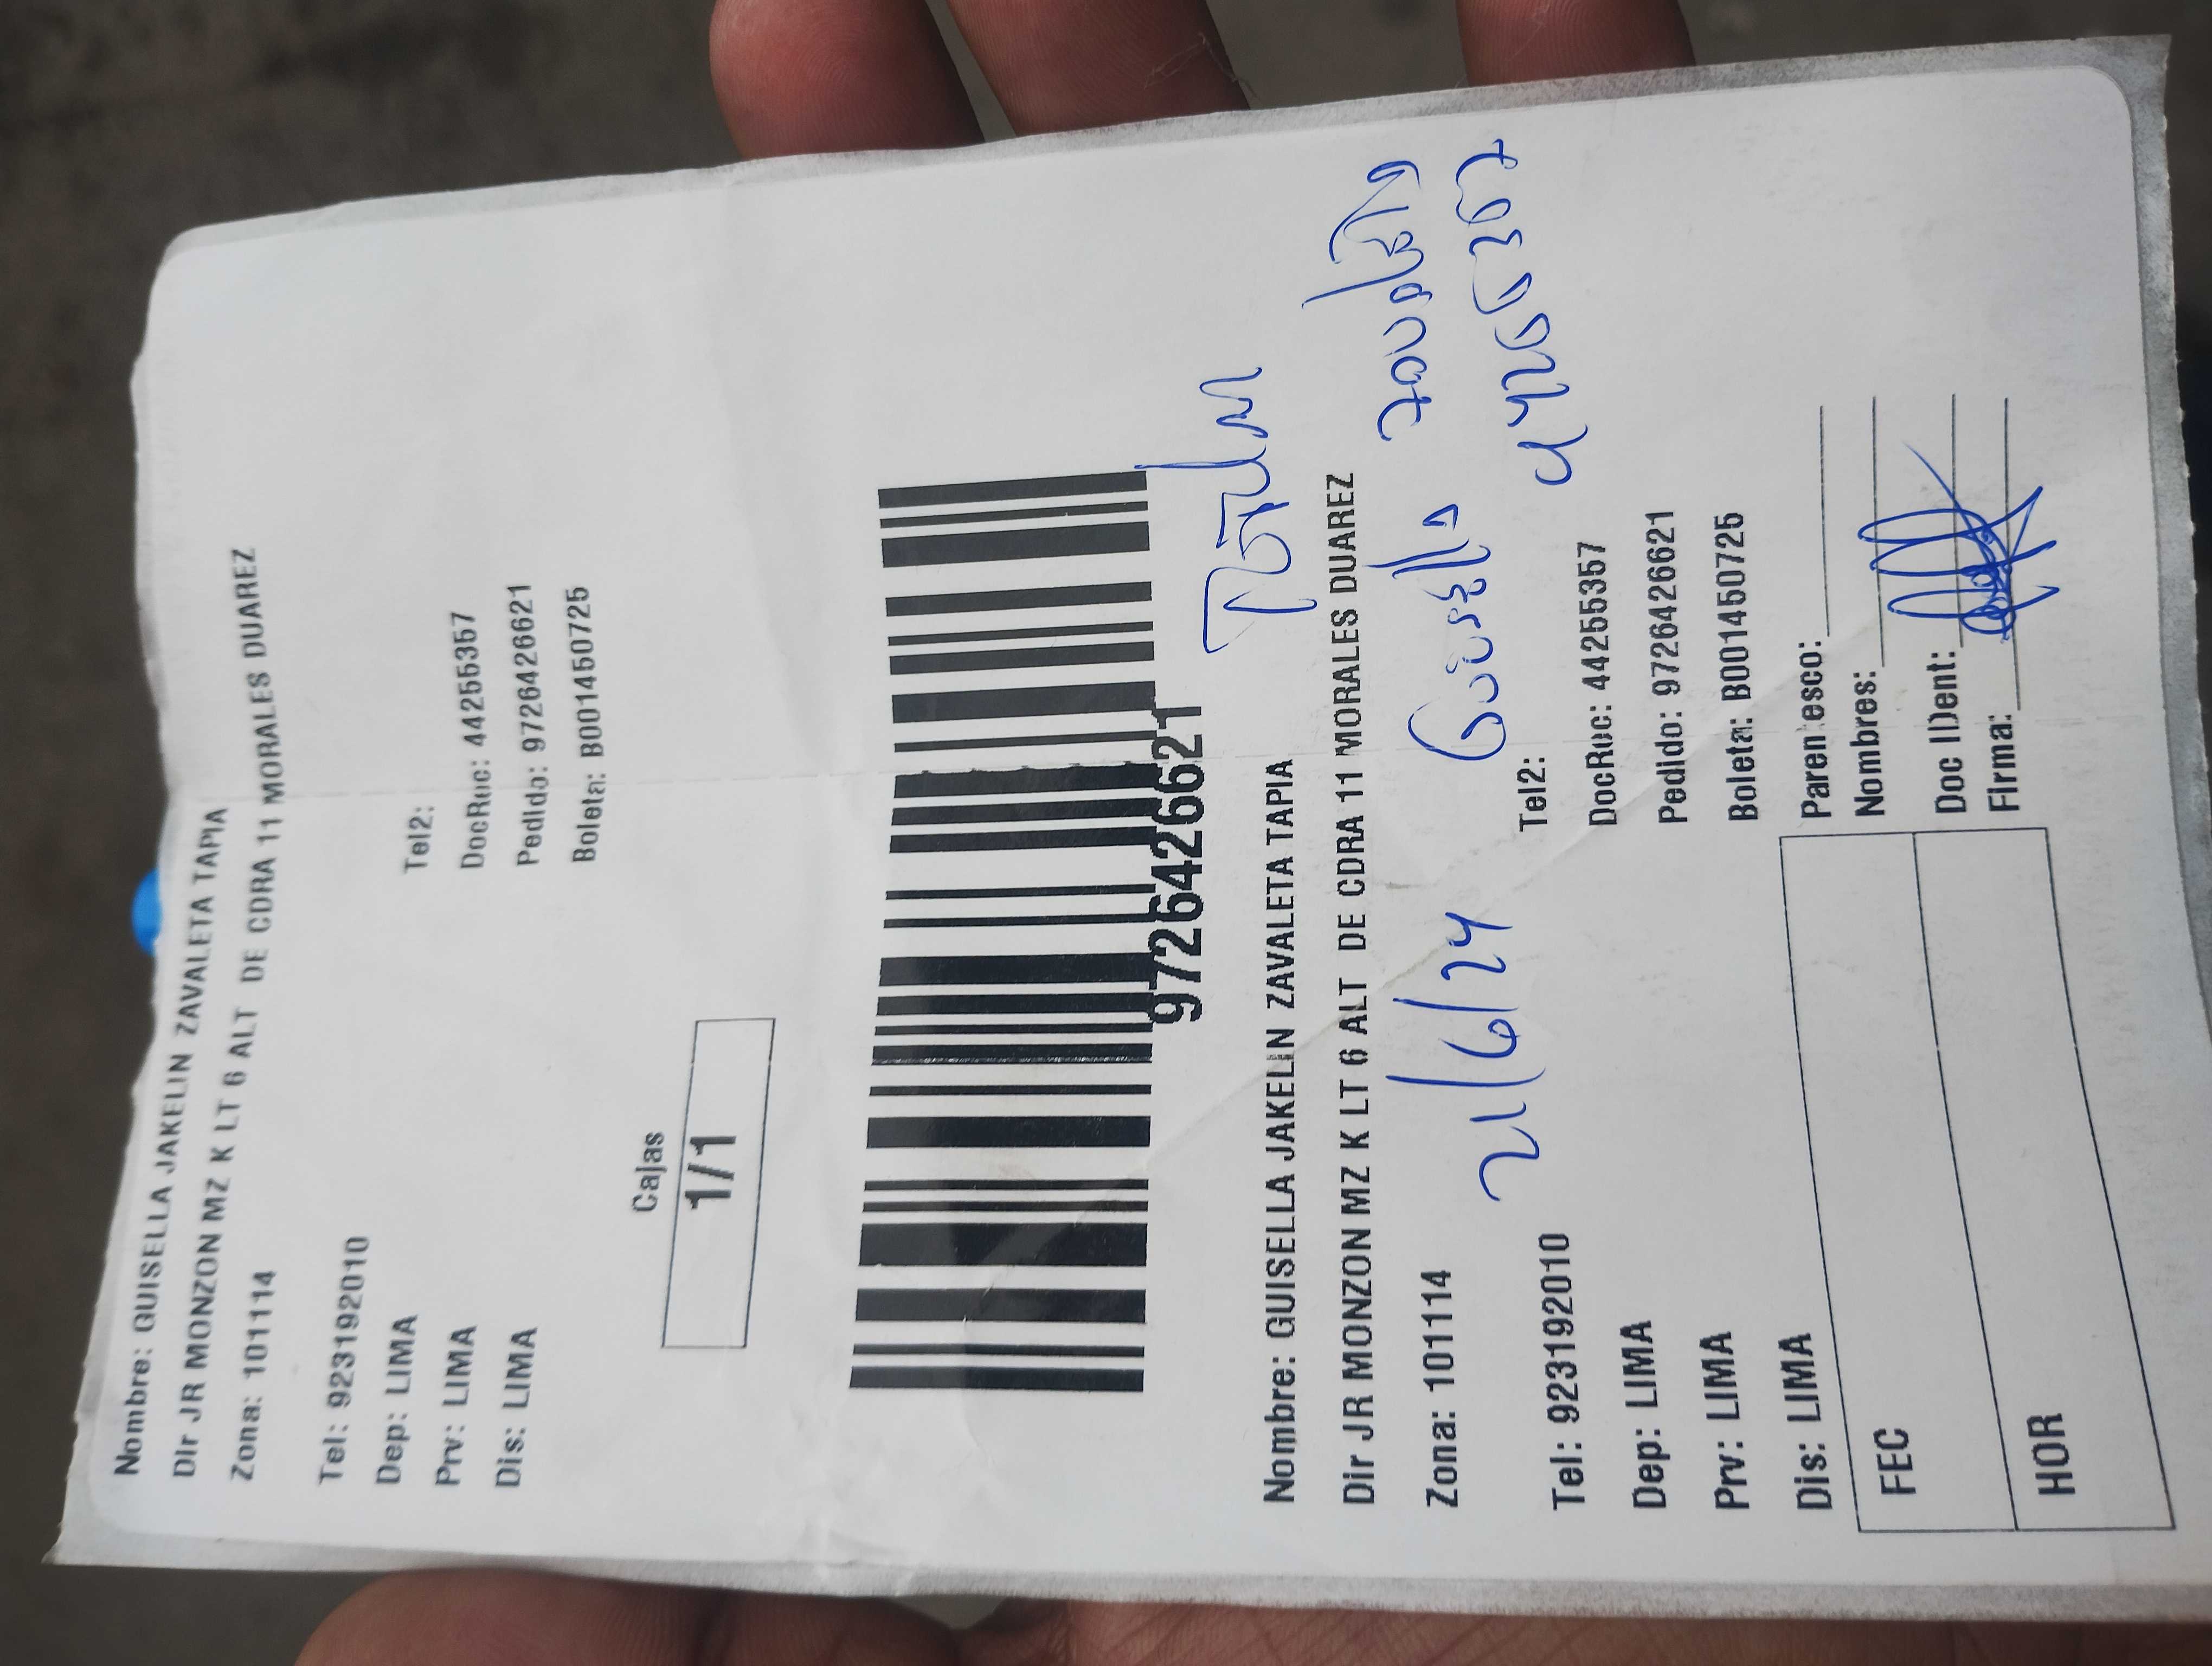 Nombre: GUISELLA JAKELIN ZAVALETA TAPIA
Dir JR MONZON MZ K LT 6 ALT DE CDRA 11 MORALES DUAREZ
Zona: 101114
Tel: 923192010
Tel2:
Dep: LIMA
DocRuc: 44255357
Prv: LIMA
Pedido: 9726426621
Dis: LIMA
Boleta: B001450725
Cajas
1/1
9726426621
Nombre: GUISELLA JAKELIN ZAVALETA TAPIA
Dir JR MONZON MZ K LT 6 ALT DE CDRA 11 MORALES DUAREZ
Zona: 101114
21/6/24 Guisella Zavaleta
Tel: 923192010
Tel2:
Dep: LIMA
DocRuc: 44255357
Prv: LIMA
Pedido: 9726426621
Dis: LIMA
Boleta: B001450725
FEC
HOR
Parentesco:
Nombres:
Doc IDent:
Firma: